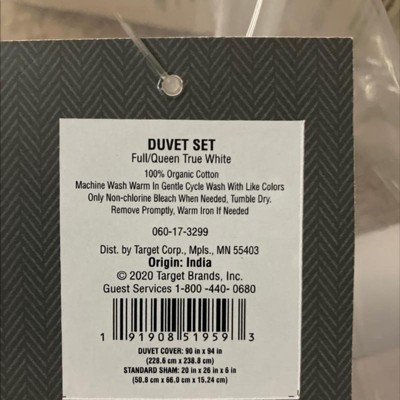 DUVET SET
Full/Queen True White
100% Organic Cotton
Machine Wash Warm In Gentle Cycle Wash With Like Colors
Only Non-chlorine Bleach When Needed, Tumble Dry.
Remove Promptly, Warm Iron If Needed
060-17-3299
Dist. by Target Corp., Mpls., MN 55403
Origin: India
© 2020 Target Brands, Inc.
Guest Services 1-800 -440- 0680
1 91908 51959 3
DUVET COVER: 90 in x 94 in
(228.6 cm x 238.8 cm)
STANDARD SHAM: 20 in x 26 in x 6 in
(50.8 cm x 66.0 cm x 15.24 cm)